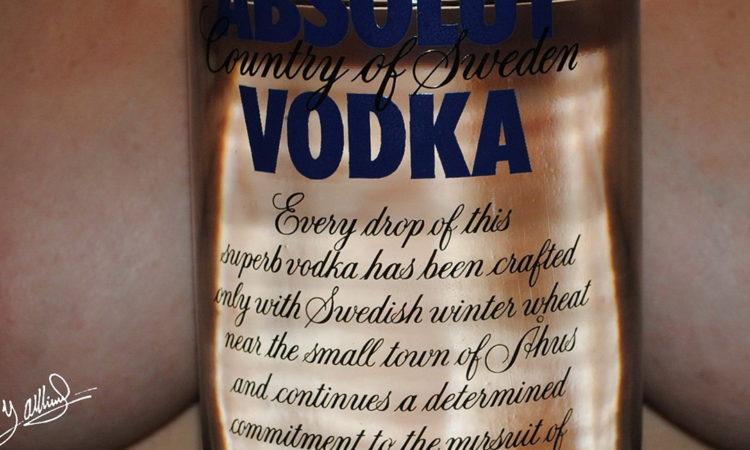 ABSOLUT
Country of Sweden
VODKA
Every drop of this
superb vodka has been crafted
only with Swedish winter wheat
near the small town of Åhus
and continues a determined
commitment to the pursuit of